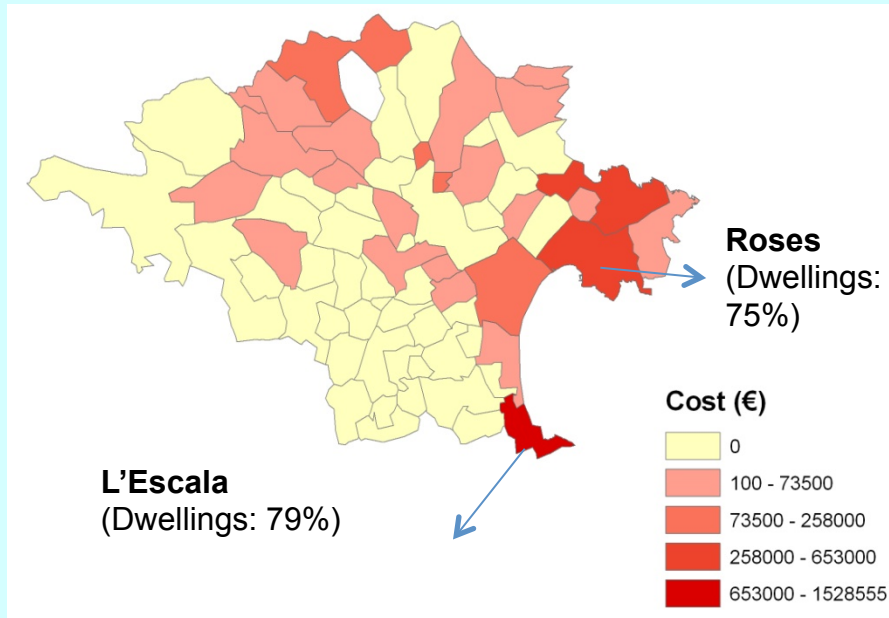 Roses
(Dwellings:
75%)
L’Escala
(Dwellings: 79%)
Cost (€)
0
100 - 73500
73500 - 258000
258000 - 653000
653000 - 1528555